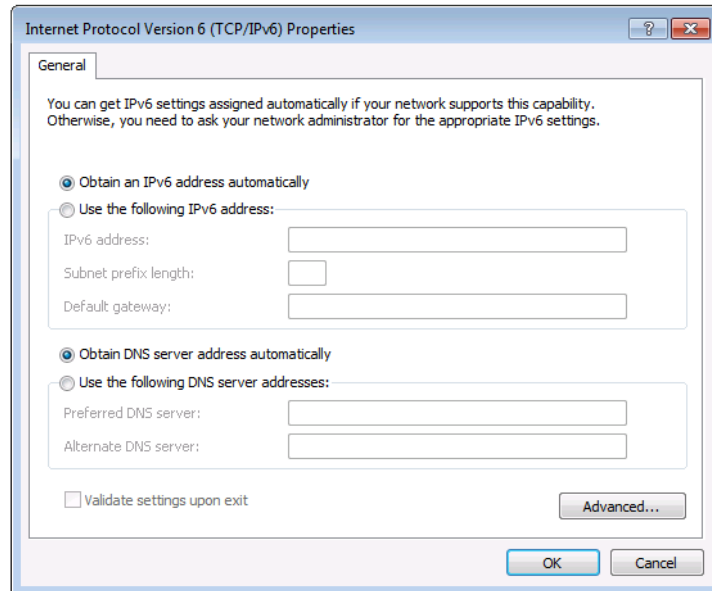 Internet Protocol Version 6 (TCP/IPv6) Properties
?
General
You can get IPv6 settings assigned automatically if your network supports this capability.
Otherwise, you need to ask your network administrator for the appropriate IPv6 settings.
Obtain an IPv6 address automatically
Use the following IPv6 address:
IPv6 address:
Subnet prefix length:
Default gateway:
Obtain DNS server address automatically
Use the following DNS server addresses:
Preferred DNS server:
Alternate DNS server:
Validate settings upon exit
Advanced...
OK Cancel